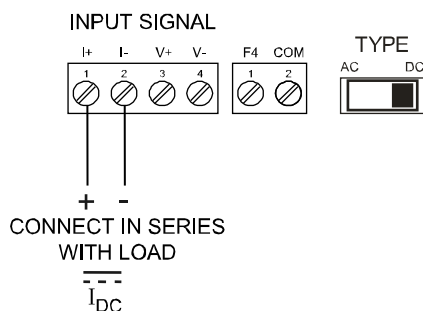 INPUT SIGNAL
I+ I- V+ V- F4 COM
1 2 3 4 1 2
TYPE
AC DC
+ -
CONNECT IN SERIES
WITH LOAD
IDC